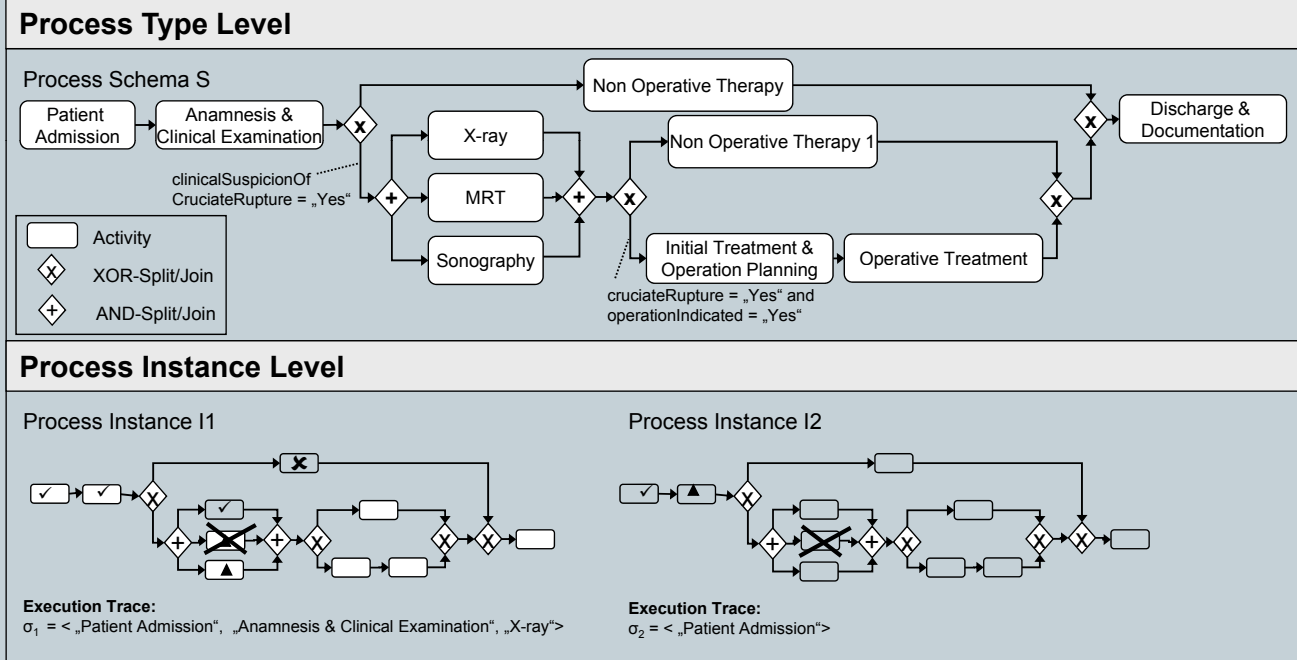 Process Type Level
Process Schema S
Patient
Admission
Anamnesis &
Clinical Examination
x
Non Operative Therapy
x
Discharge &
Documentation
X-ray
Non Operative Therapy 1
clinicalSuspicionOf
CruciateRupture = „Yes“
+
MRT
+
x
x
Sonography
Initial Treatment &
Operation Planning
Operative Treatment
cruciateRupture = „Yes“ and
operationIndicated = „Yes“
Activity
x
XOR-Split/Join
+
AND-Split/Join
Process Instance Level
Process Instance I1
✓
✓
X
✘
✓
+
+
X
X
X
▲
Execution Trace:
σ1 = < „Patient Admission“, „Anamnesis & Clinical Examination“, „X-ray“>
Process Instance I2
✓
▲
X
+
+
X
X
X
Execution Trace:
σ2 = < „Patient Admission“>